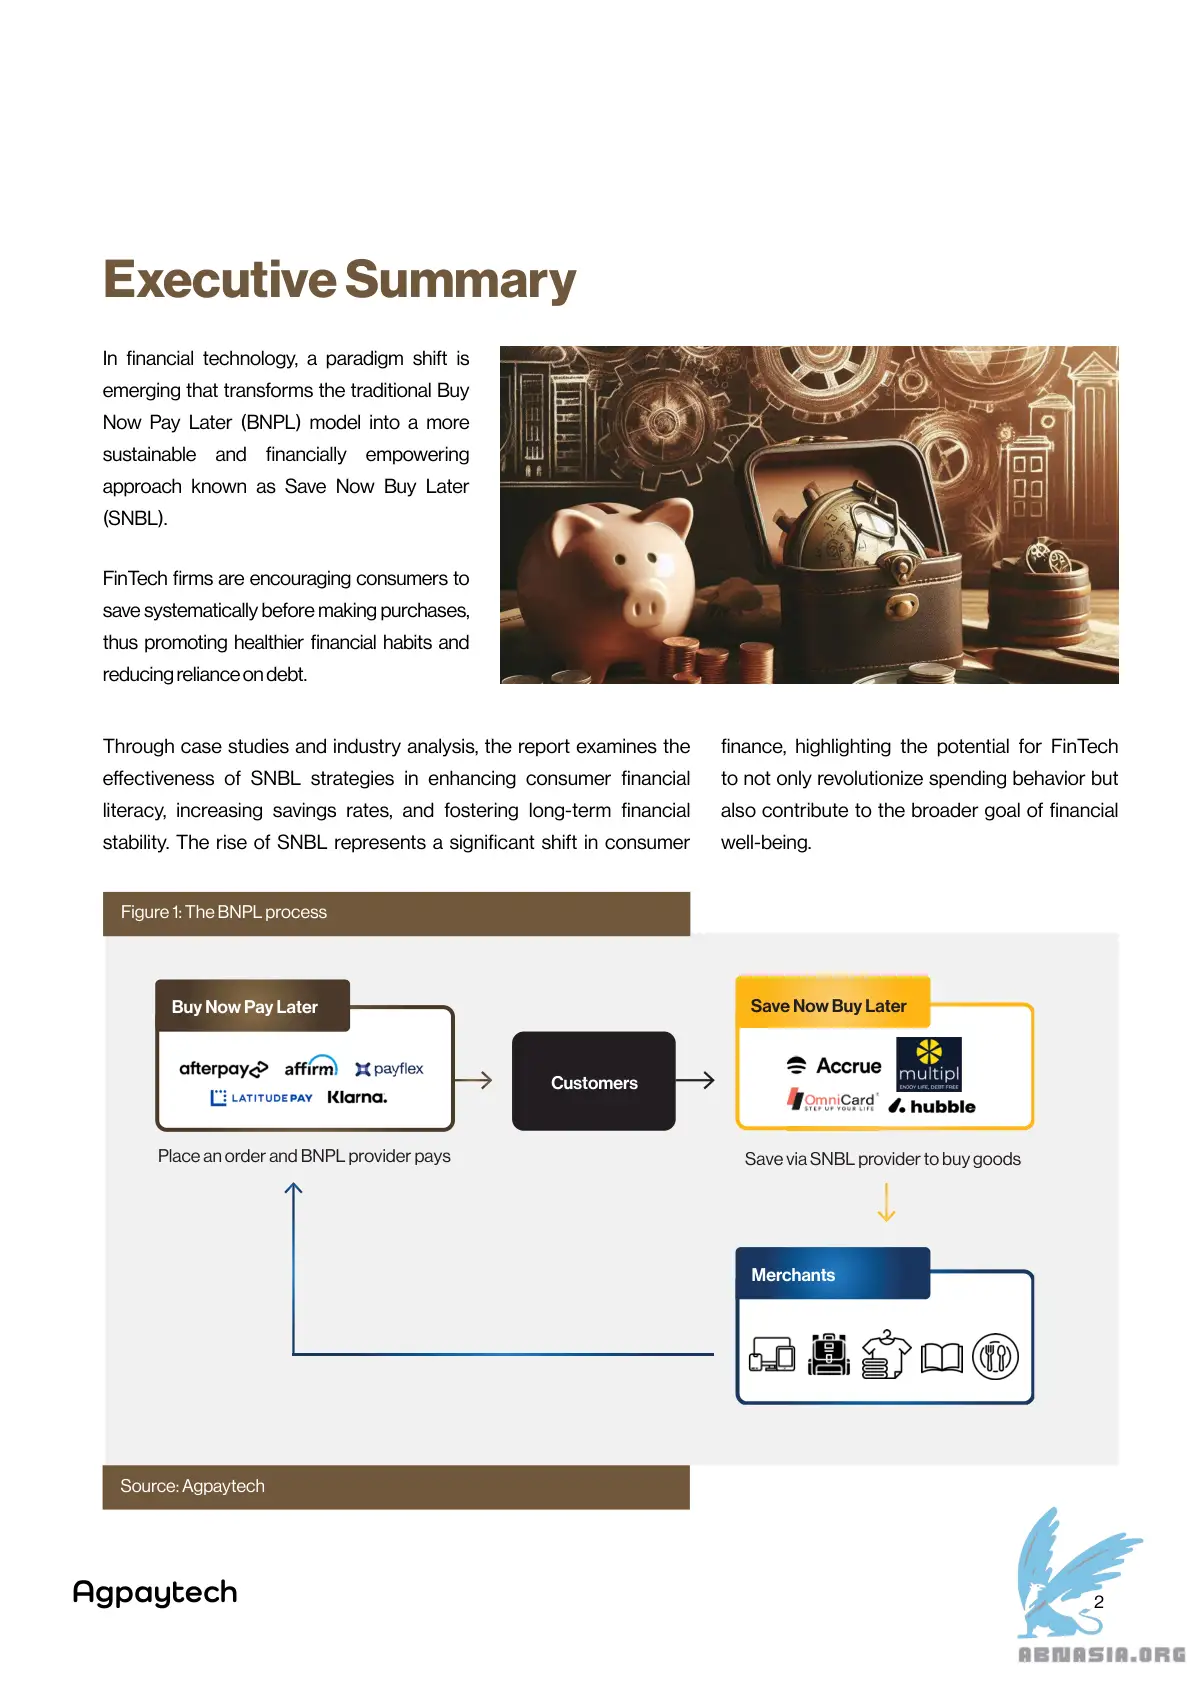 Executive Summary
In financial technology, a paradigm shift is
emerging that transforms the traditional Buy
Now Pay Later (BNPL) model into a more
sustainable and financially empowering
approach known as Save Now Buy Later
(SNBL).
FinTech firms are encouraging consumers to
save systematically before making purchases,
thus promoting healthier financial habits and
reducing reliance on debt.
Through case studies and industry analysis, the report examines the
effectiveness of SNBL strategies in enhancing consumer financial
literacy, increasing savings rates, and fostering long-term financial
stability. The rise of SNBL represents a significant shift in consumer
finance, highlighting the potential for FinTech
to not only revolutionize spending behavior but
also contribute to the broader goal of financial
well-being.
Figure 1: The BNPL process
Buy Now Pay Later
afterpay
affirm
payflex
LATITUDEPAY
Klarna.
Place an order and BNPL provider pays
Customers
Save Now Buy Later
Accrue
multipl
ENJOY LIFE, DEBT FREE
OmniCard
STEP UP YOUR LIFE
hubble
Save via SNBL provider to buy goods
Merchants
Source: Agpaytech
Agpaytech
2
ABNASIA.ORG